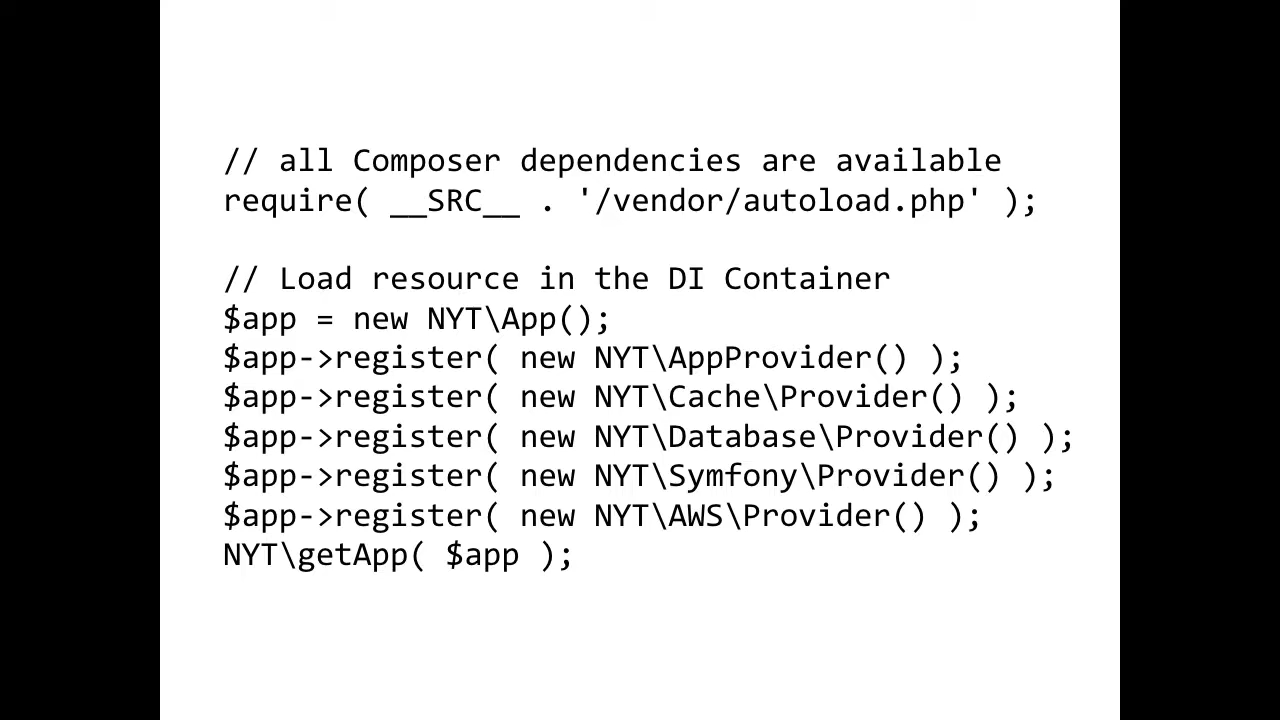 // all Composer dependencies are available
require( __SRC__ . '/vendor/autoload.php' );
// Load resource in the DI Container
$app = new NYT\App();
$app->register( new NYT\AppProvider() );
$app->register( new NYT\Cache\Provider() );
$app->register( new NYT\Database\Provider() );
$app->register( new NYT\Symfony\Provider() );
$app->register( new NYT\AWS\Provider() );
NYT\getApp( $app );